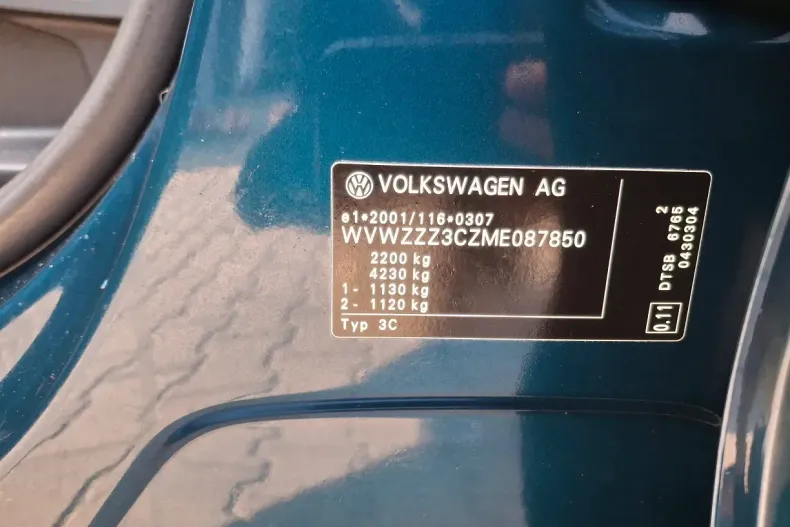 VOLKSWAGEN AG
e1*2001/116*0307
WVWZZZ3CZME087850
2200 kg
4230 kg
1- 1130 kg
2- 1120 kg
Typ 3C
2
DTSB 6765
0430304
0.11